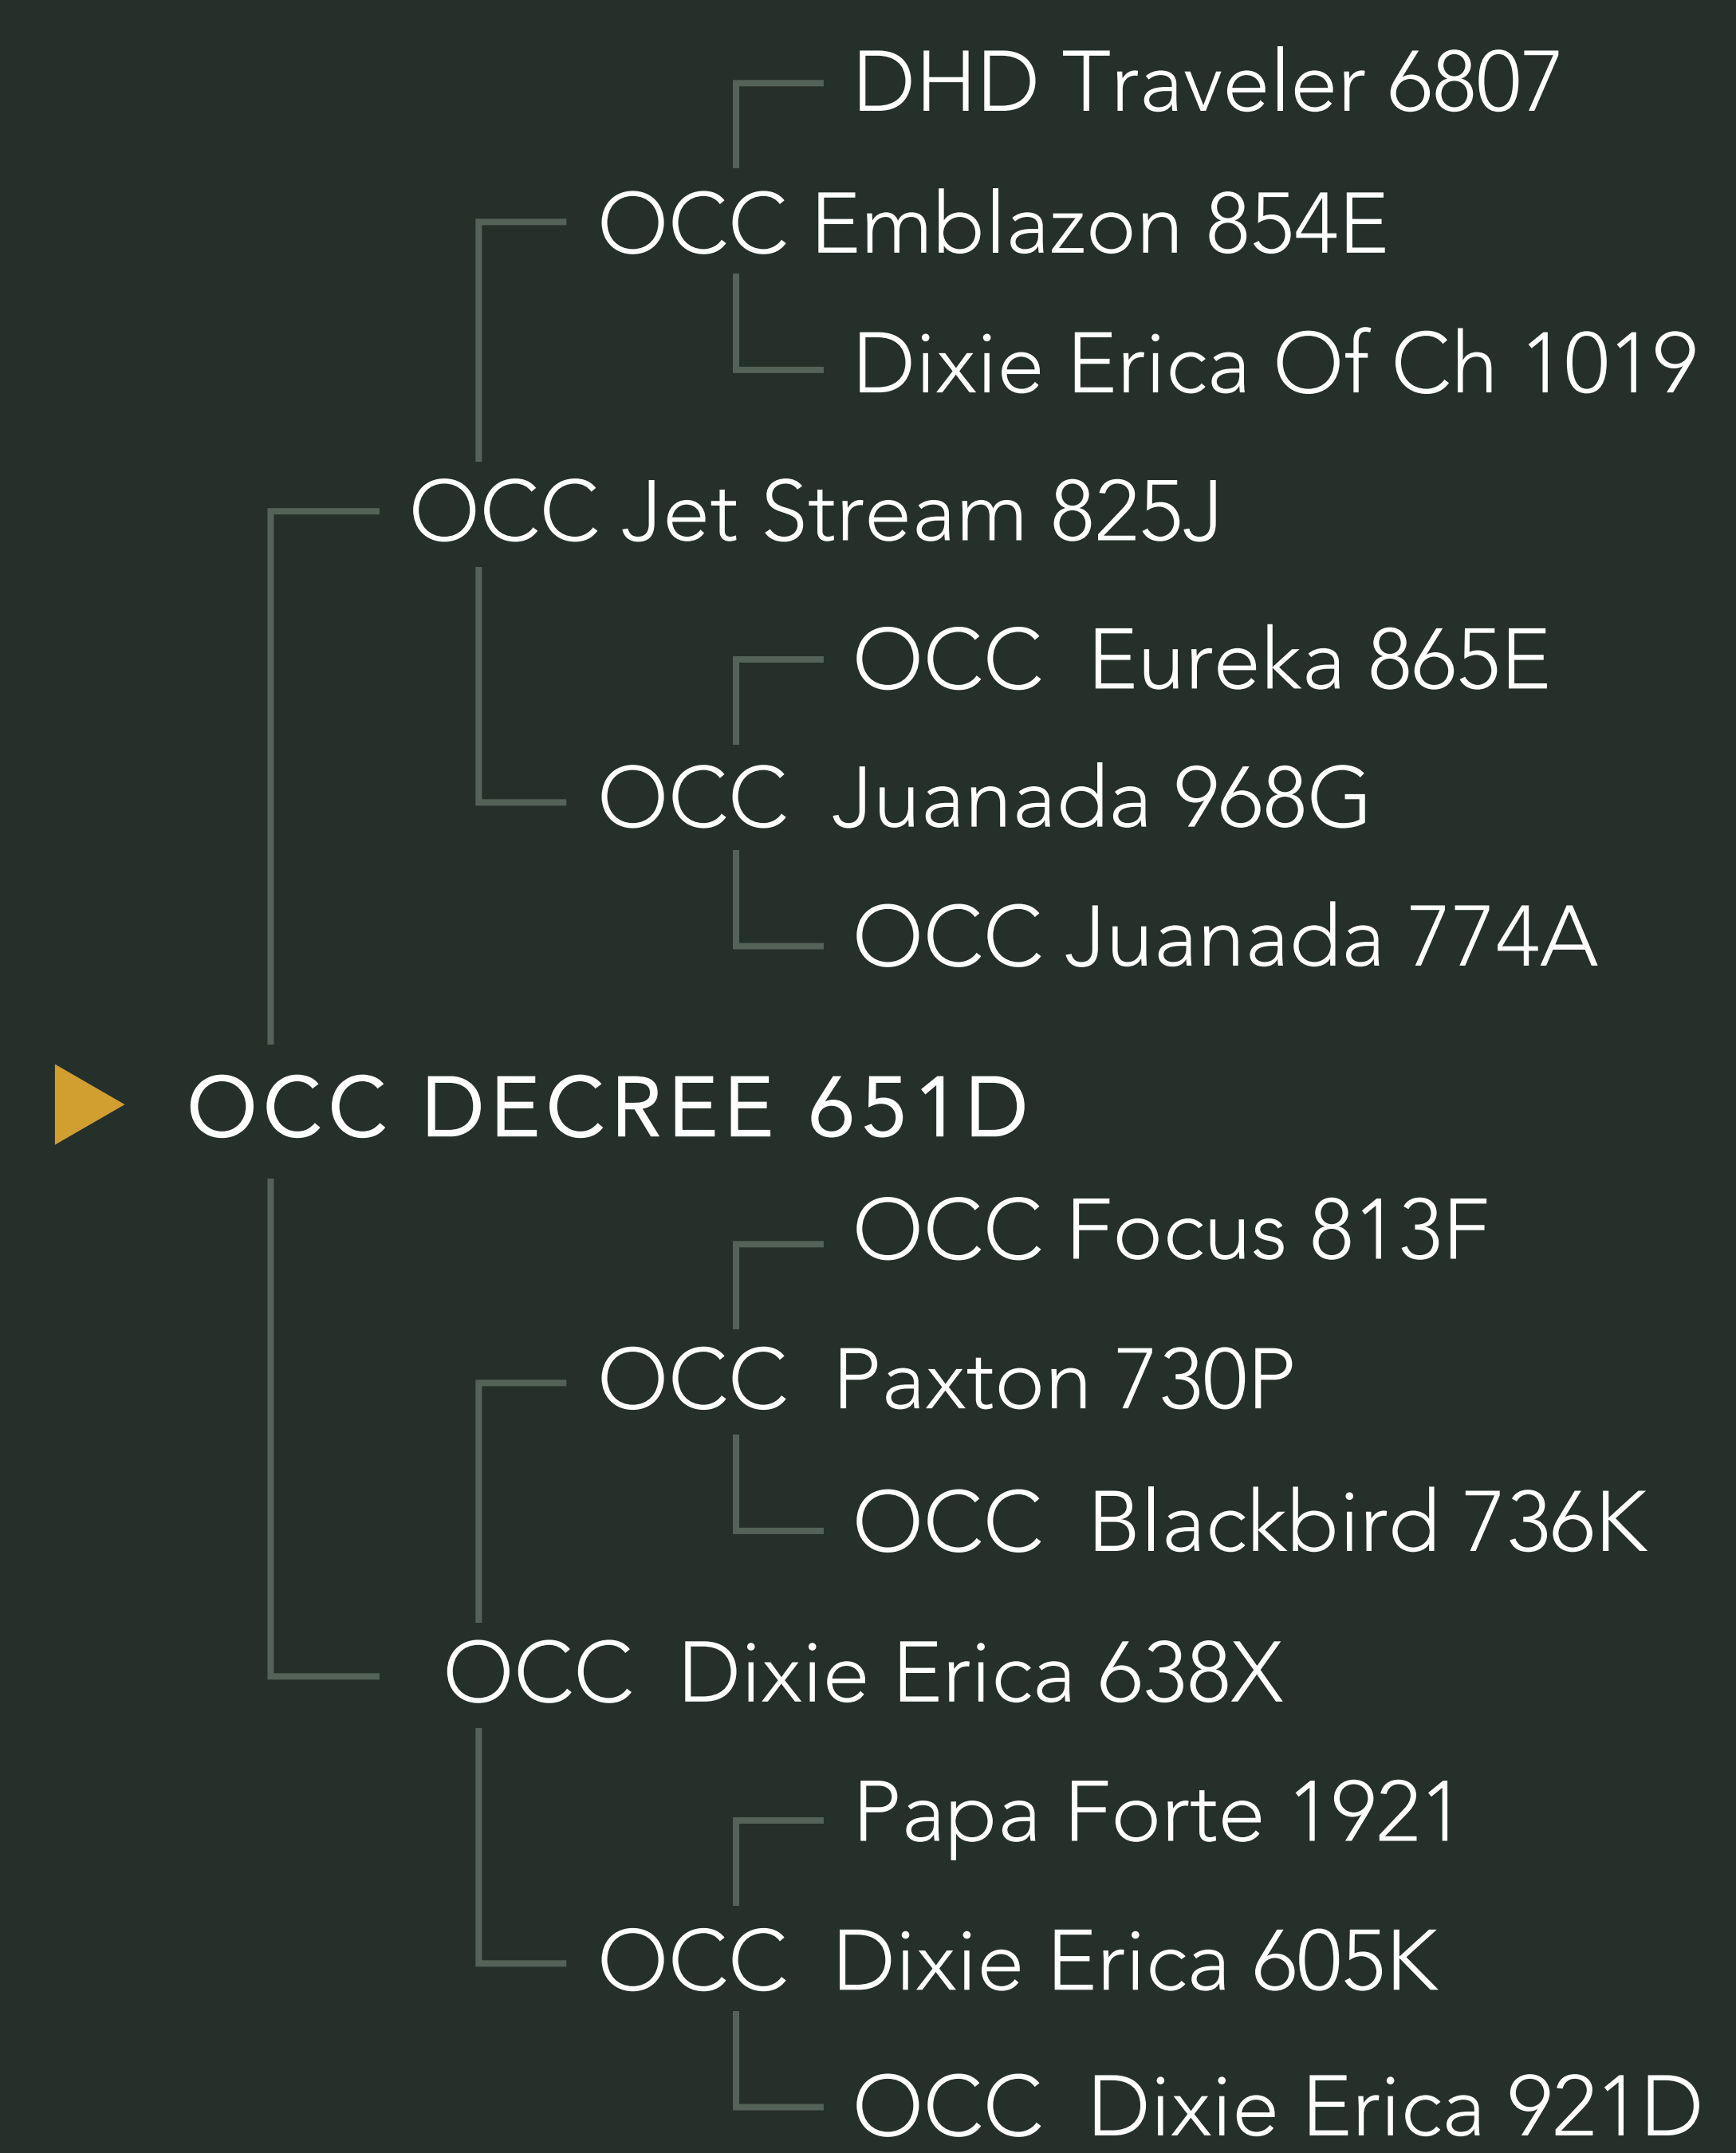 DHD Traveler 6807
OCC Emblazon 854E
Dixie Erica Of Ch 1019
OCC Jet Stream 825J
OCC Eureka 865E
OCC Juanada 968G
OCC Juanada 774A
OCC DECREE 651D
OCC Focus 813F
OCC Paxton 730P
OCC Blackbird 736K
OCC Dixie Erica 638X
Papa Forte 1921
OCC Dixie Erica 605K
OCC Dixie Erica 921D